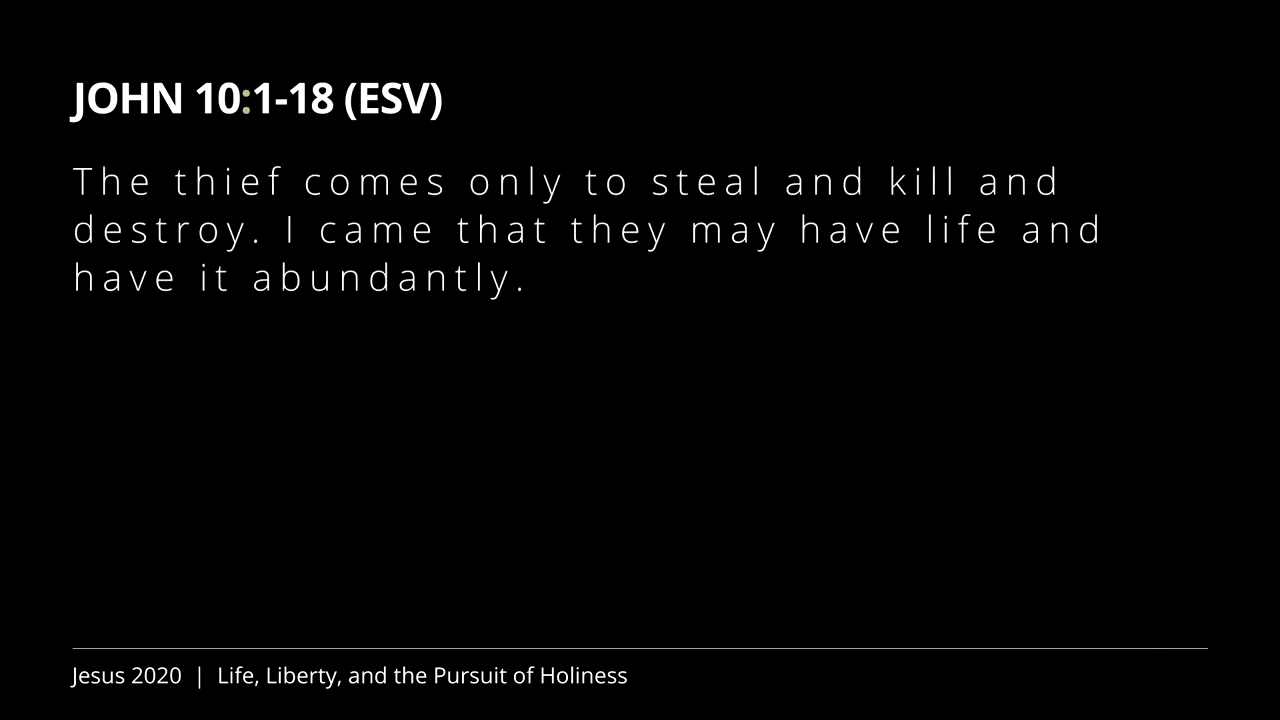 JOHN 10:1-18 (ESV)
The thief comes only to steal and kill and
destroy. I came that they may have life and
have it abundantly.
Jesus 2020 | Life, Liberty, and the Pursuit of Holiness